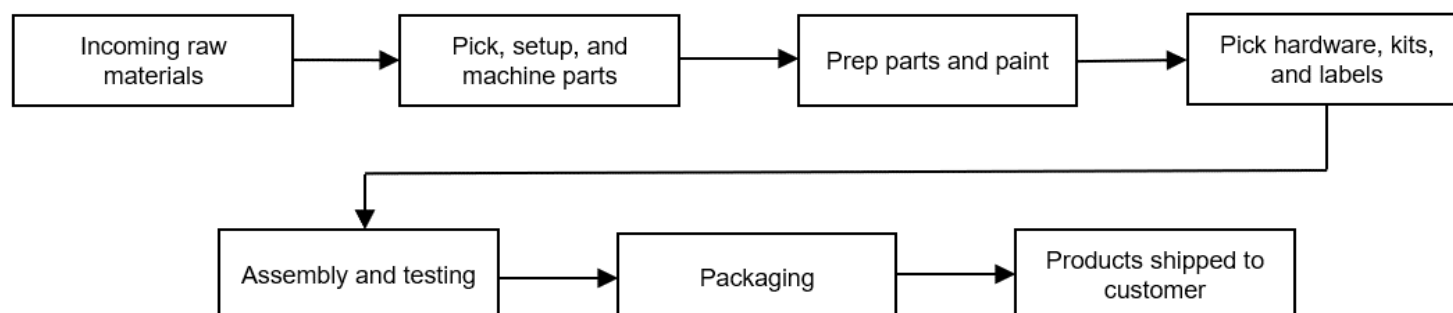 Incoming raw
materials
Pick, setup, and
machine parts
Prep parts and paint
Pick hardware, kits,
and labels
Assembly and testing
Packaging
Products shipped to
customer